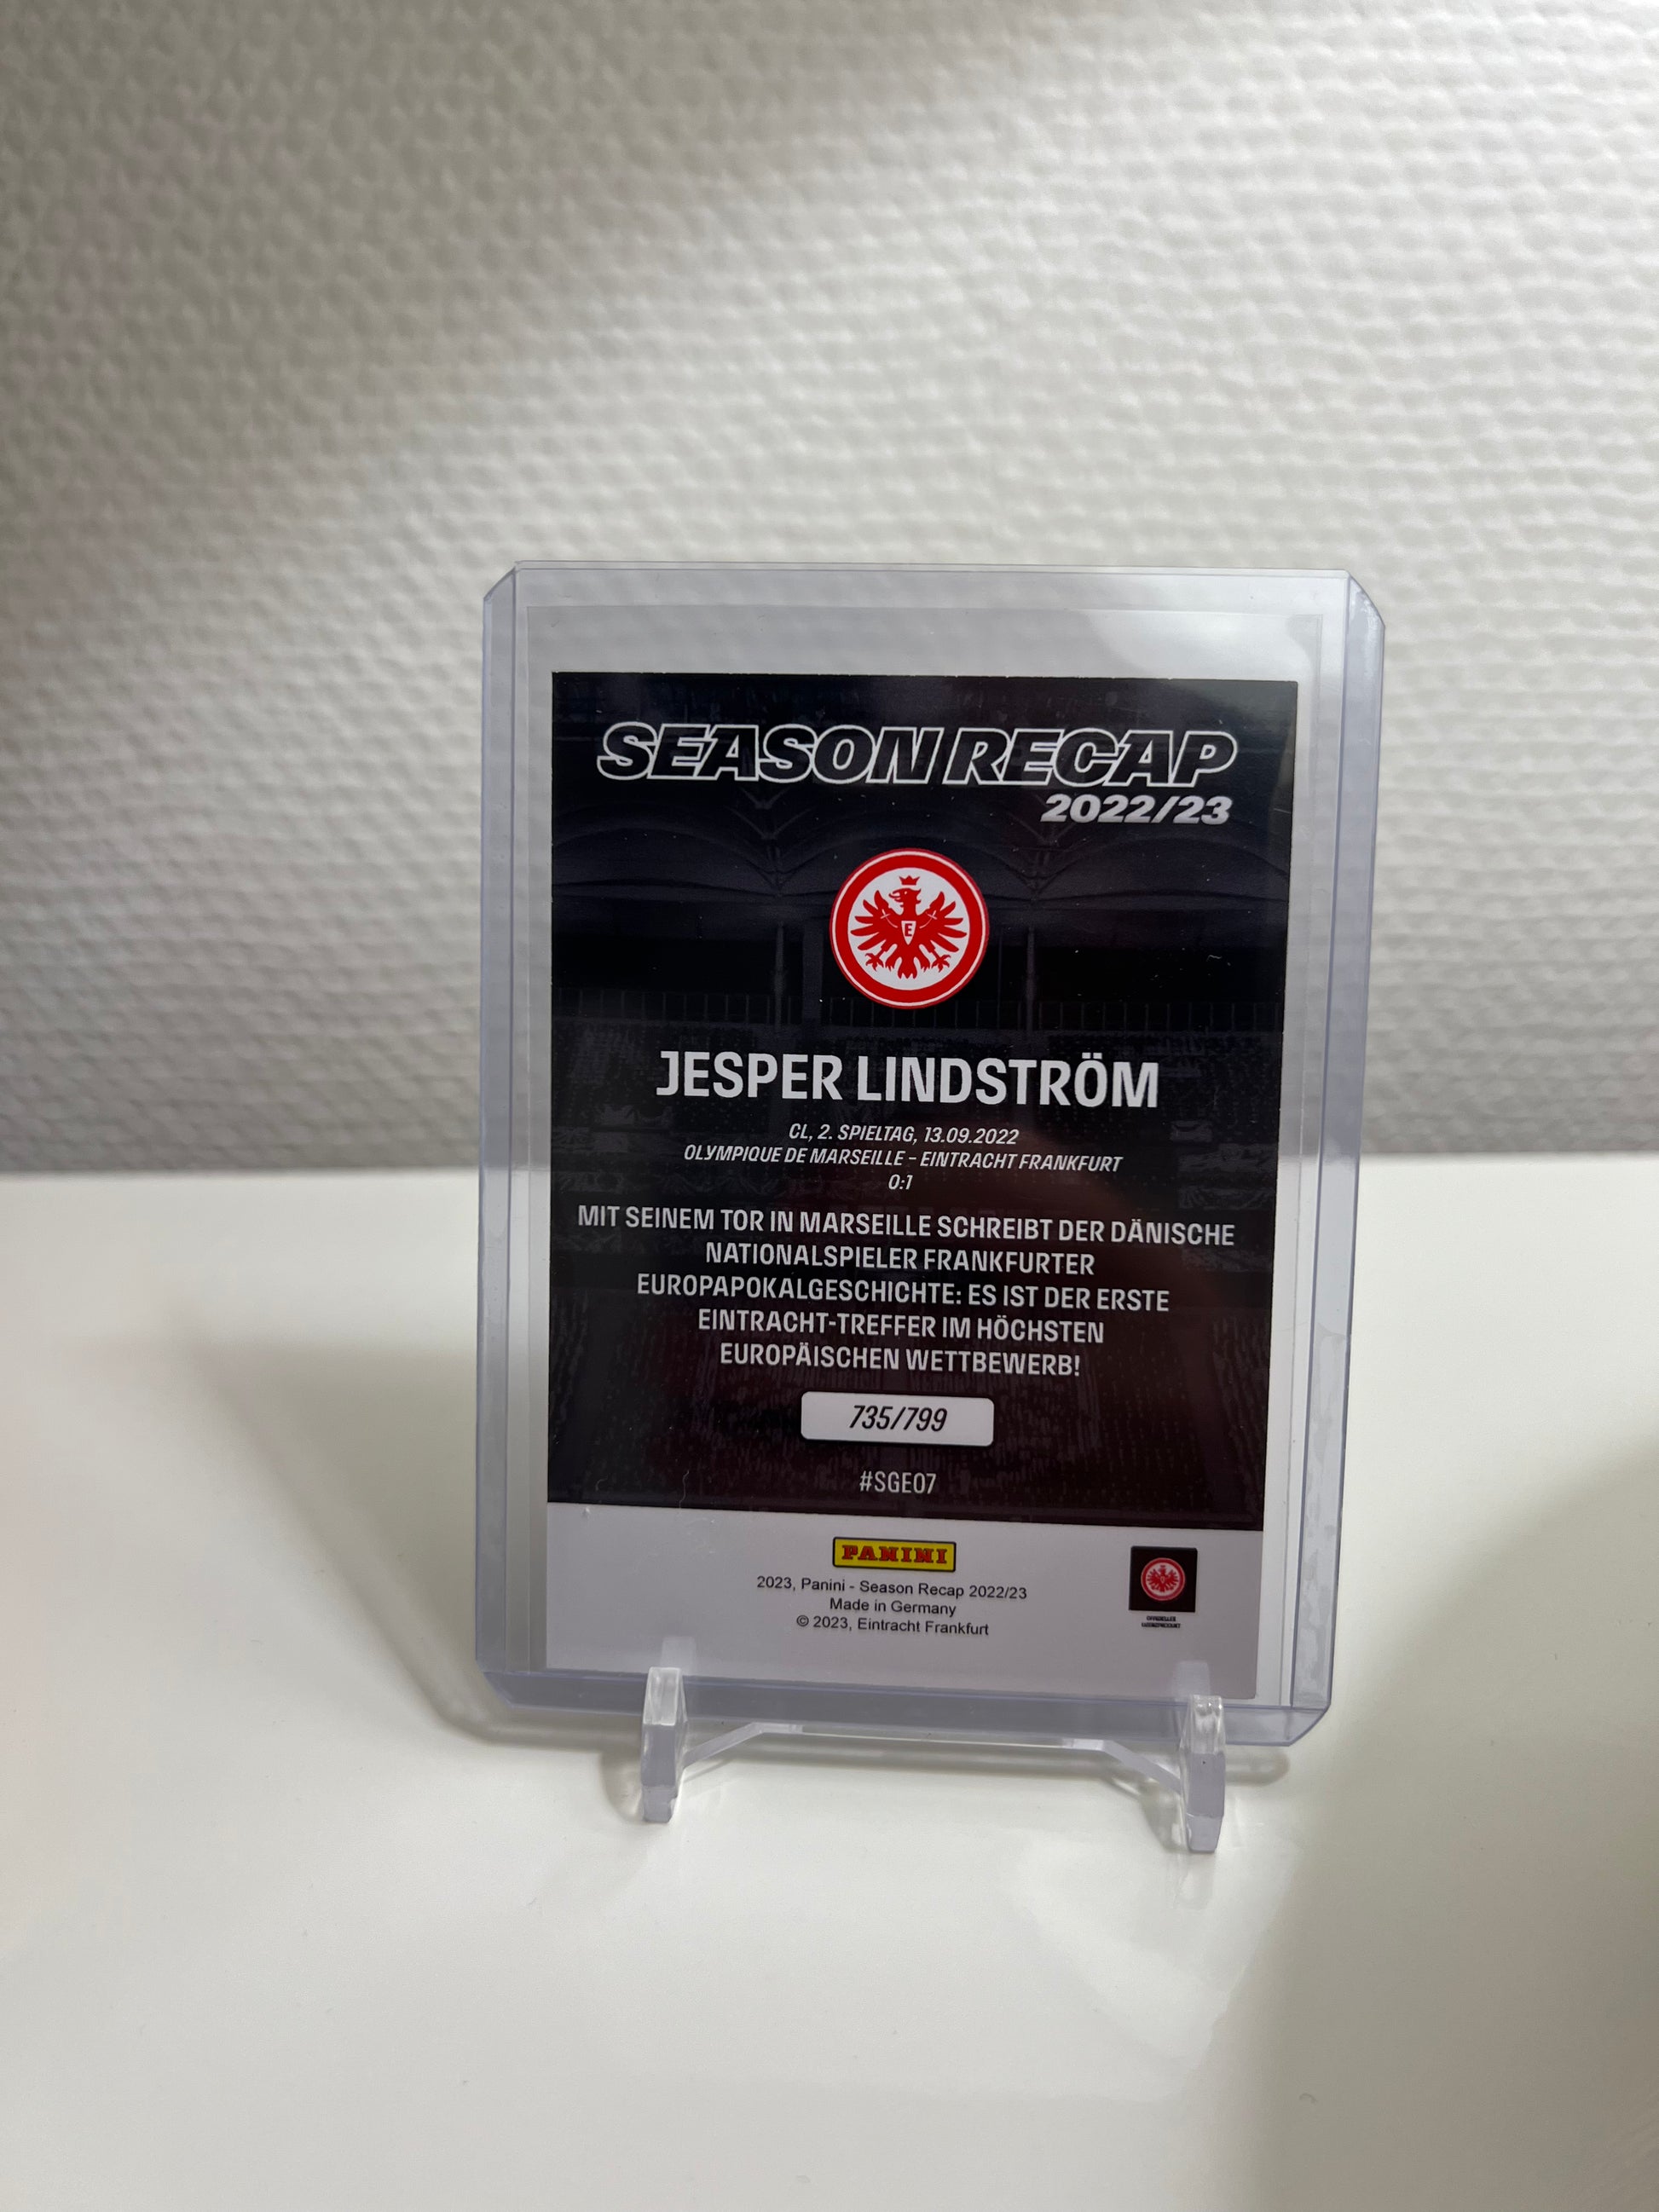 SEASON RECAP
2022/23
E
JESPER LINDSTRÖM
CL, 2. SPIELTAG, 13.09.2022
OLYMPIQUE DE MARSEILLE - EINTRACHT FRANKFURT
0:1
MIT SEINEM TOR IN MARSEILLE SCHREIBT DER DÄNISCHE
NATIONALSPIELER FRANKFURTER
EUROPAPOKALGESCHICHTE: ES IST DER ERSTE
EINTRACHT-TREFFER IM HÖCHSTEN
EUROPÄISCHEN WETTBEWERB!
735/799
#SGE07
PANINI
2023, Panini - Season Recap 2022/23
Made in Germany
© 2023, Eintracht Frankfurt
OFFIZIELLES
LIZENZPRODUKT